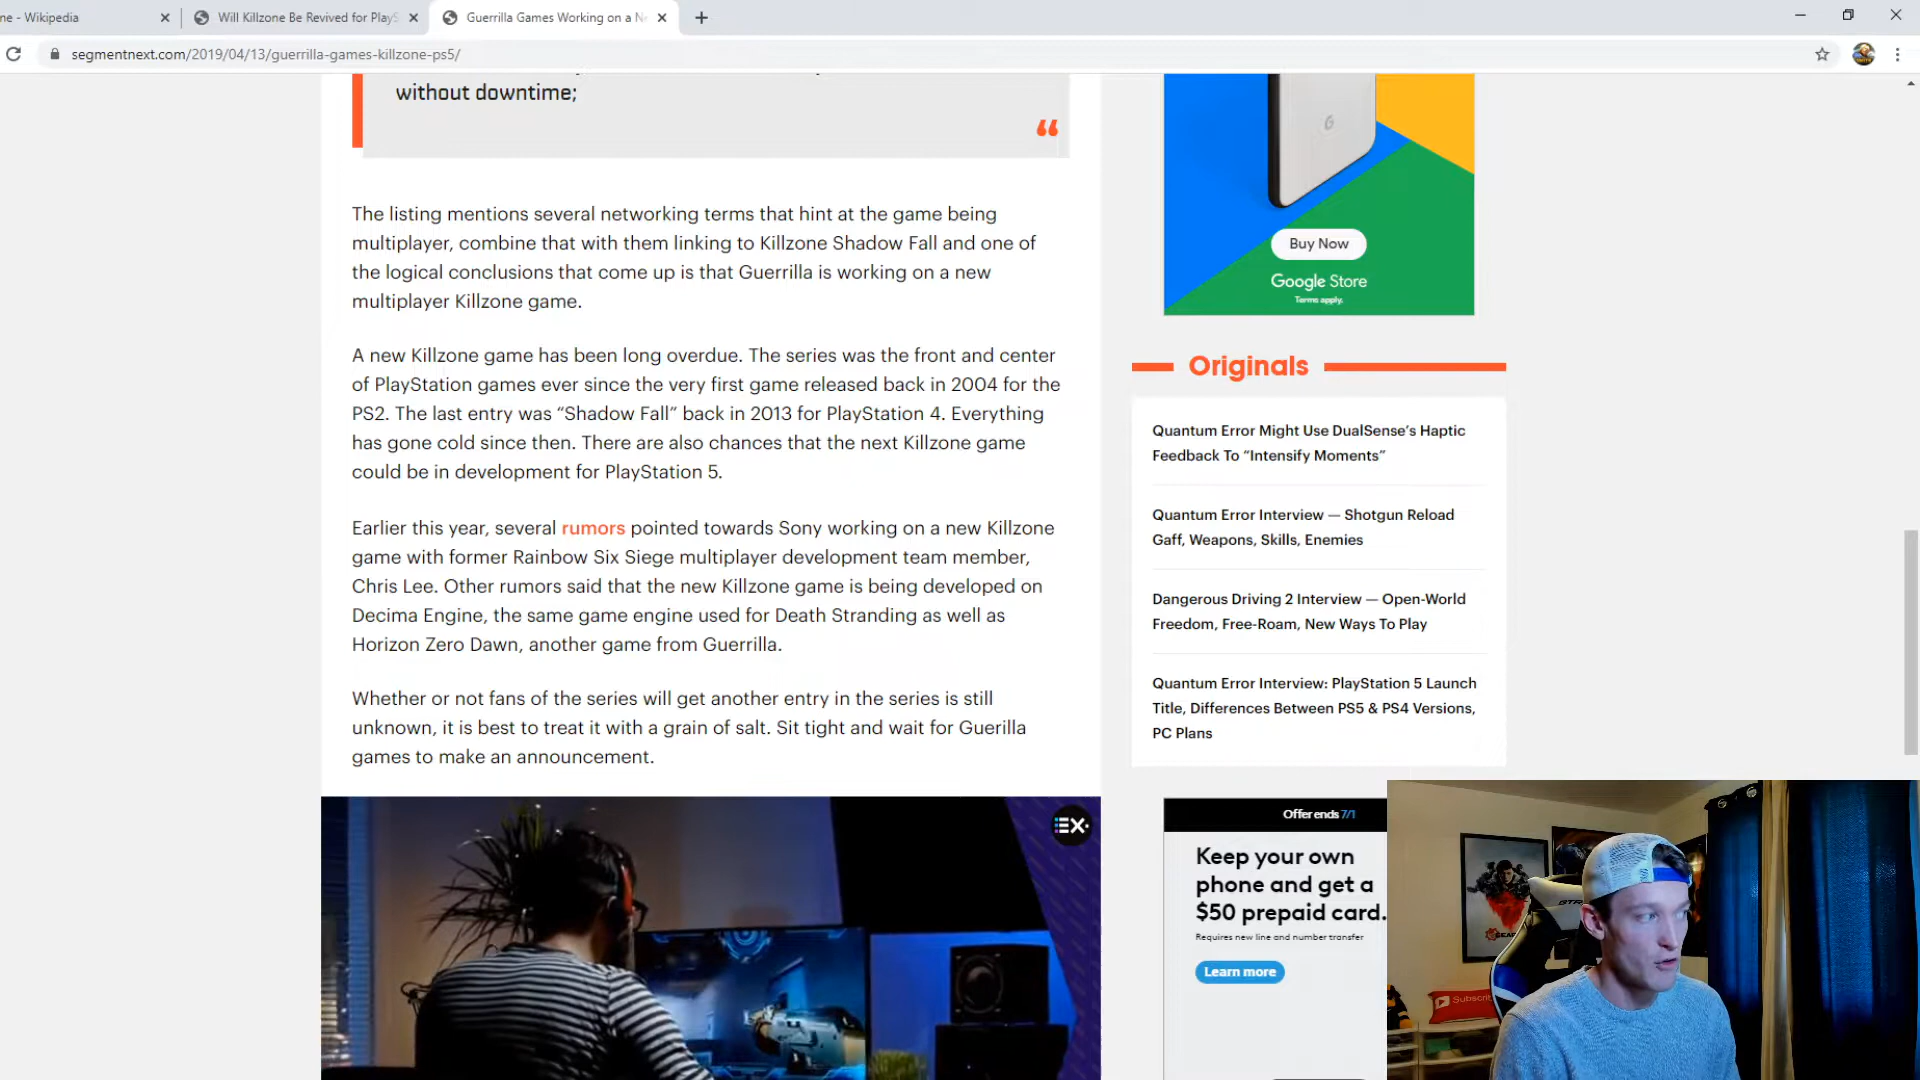 ne - Wikipedia
Will Killzone Be Revived for PlayS
Guerrilla Games Working on a N
segmentnext.com/2019/04/13/guerrilla-games-killzone-ps5/
without downtime;
“
The listing mentions several networking terms that hint at the game being
multiplayer, combine that with them linking to Killzone Shadow Fall and one of
the logical conclusions that come up is that Guerrilla is working on a new
multiplayer Killzone game.
A new Killzone game has been long overdue. The series was the front and center
of PlayStation games ever since the very first game released back in 2004 for the
PS2. The last entry was “Shadow Fall” back in 2013 for PlayStation 4. Everything
has gone cold since then. There are also chances that the next Killzone game
could be in development for PlayStation 5.
Earlier this year, several rumors pointed towards Sony working on a new Killzone
game with former Rainbow Six Siege multiplayer development team member,
Chris Lee. Other rumors said that the new Killzone game is being developed on
Decima Engine, the same game engine used for Death Stranding as well as
Horizon Zero Dawn, another game from Guerrilla.
Whether or not fans of the series will get another entry in the series is still
unknown, it is best to treat it with a grain of salt. Sit tight and wait for Guerilla
games to make an announcement.
EX
G
Buy Now
Google Store
Terms apply.
Originals
Quantum Error Might Use DualSense’s Haptic
Feedback To “Intensify Moments”
Quantum Error Interview — Shotgun Reload
Gaff, Weapons, Skills, Enemies
Dangerous Driving 2 Interview — Open-World
Freedom, Free-Roam, New Ways To Play
Quantum Error Interview: PlayStation 5 Launch
Title, Differences Between PS5 & PS4 Versions,
PC Plans
Offer ends 7/1
Keep your own
phone and get a
$50 prepaid card.
Requires new line and number transfer
Learn more
GEAR
GTR
Subscri